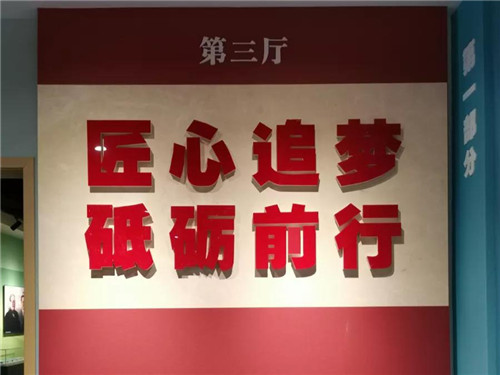 第三厅
匠心追梦
砥砺前行
第一部分